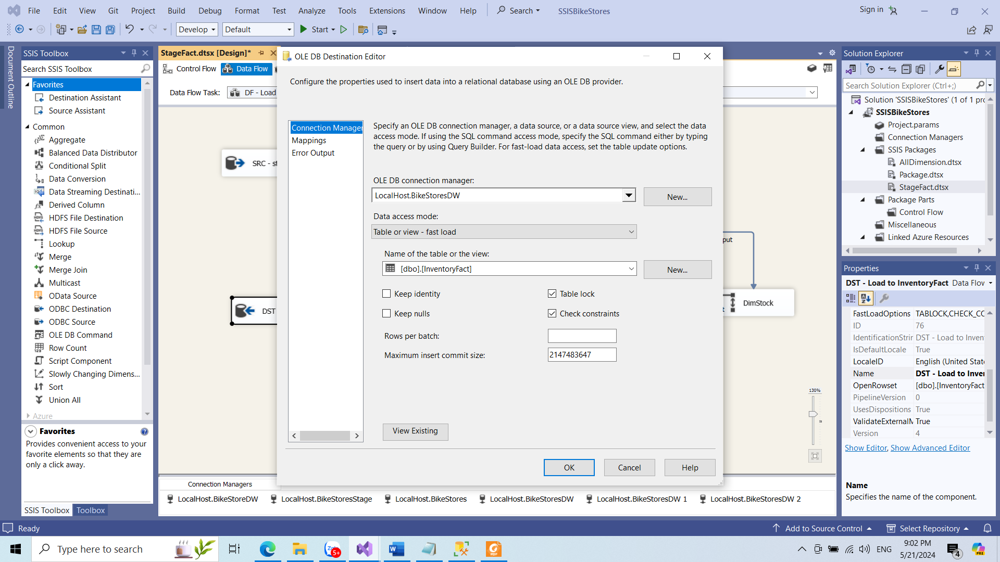 File Edit View Git Project Build Debug Format Test Analyze Tools Extensions Window Help Search SSISBikeStores Sign in
Develop Default Start
Document Outline
SSIS Toolbox
Search SSIS Toolbox
Favorites
Destination Assistant
Source Assistant
Common
Aggregate
Balanced Data Distributor
Conditional Split
Data Conversion
Data Streaming Destinati...
Derived Column
HDFS File Destination
HDFS File Source
Lookup
Merge
Merge Join
Multicast
OData Source
ODBC Destination
ODBC Source
OLE DB Command
Row Count
Script Component
Slowly Changing Dimens...
Sort
Union All
Azure
Favorites
Provides convenient access to your
favorite elements so that they are
only a click away.
SSIS Toolbox Toolbox
StageFact.dtsx [Design]*
Control Flow Data Flow
Data Flow Task: DF - Load
SRC - st
DST
put
DimStock
130%
OLE DB Destination Editor
Configure the properties used to insert data into a relational database using an OLE DB provider.
Connection Manager
Mappings
Error Output
Specify an OLE DB connection manager, a data source, or a data source view, and select the data
access mode. If using the SQL command access mode, specify the SQL command either by typing
the query or by using Query Builder. For fast-load data access, set the table update options.
OLE DB connection manager:
LocalHost.BikeStoresDW New...
Data access mode:
Table or view - fast load
Name of the table or the view:
[dbo].[InventoryFact] New...
Keep identity Table lock
Keep nulls Check constraints
Rows per batch:
Maximum insert commit size: 2147483647
View Existing
OK Cancel Help
Connection Managers
LocalHost.BikeStoreDW LocalHost.BikeStoresStage LocalHost.BikeStores LocalHost.BikeStoresDW LocalHost.BikeStoresDW 1 LocalHost.BikeStoresDW 2
Solution Explorer
Search Solution Explorer (Ctrl+;)
Solution 'SSISBikeStores' (1 of 1 pro
SSISBikeStores
Project.params
Connection Managers
SSIS Packages
AllDimension.dtsx
Package.dtsx
StageFact.dtsx
Package Parts
Control Flow
Miscellaneous
Linked Azure Resources
Properties
DST - Load to InventoryFact Data Flow
FastLoadOptions TABLOCK,CHECK_CO
ID 76
IdentificationStrin DST - Load to Inven
IsDefaultLocale True
LocaleID English (United State
Name DST - Load to Inven
OpenRowset [dbo].[InventoryFact
PipelineVersion 0
UsesDispositions True
ValidateExternalM True
Version 4
Show Editor, Show Advanced Editor
Name
Specifies the name of the component.
Ready Add to Source Control Select Repository
Type here to search 5+ ENG 9:02 PM
5/21/2024 4 PRE